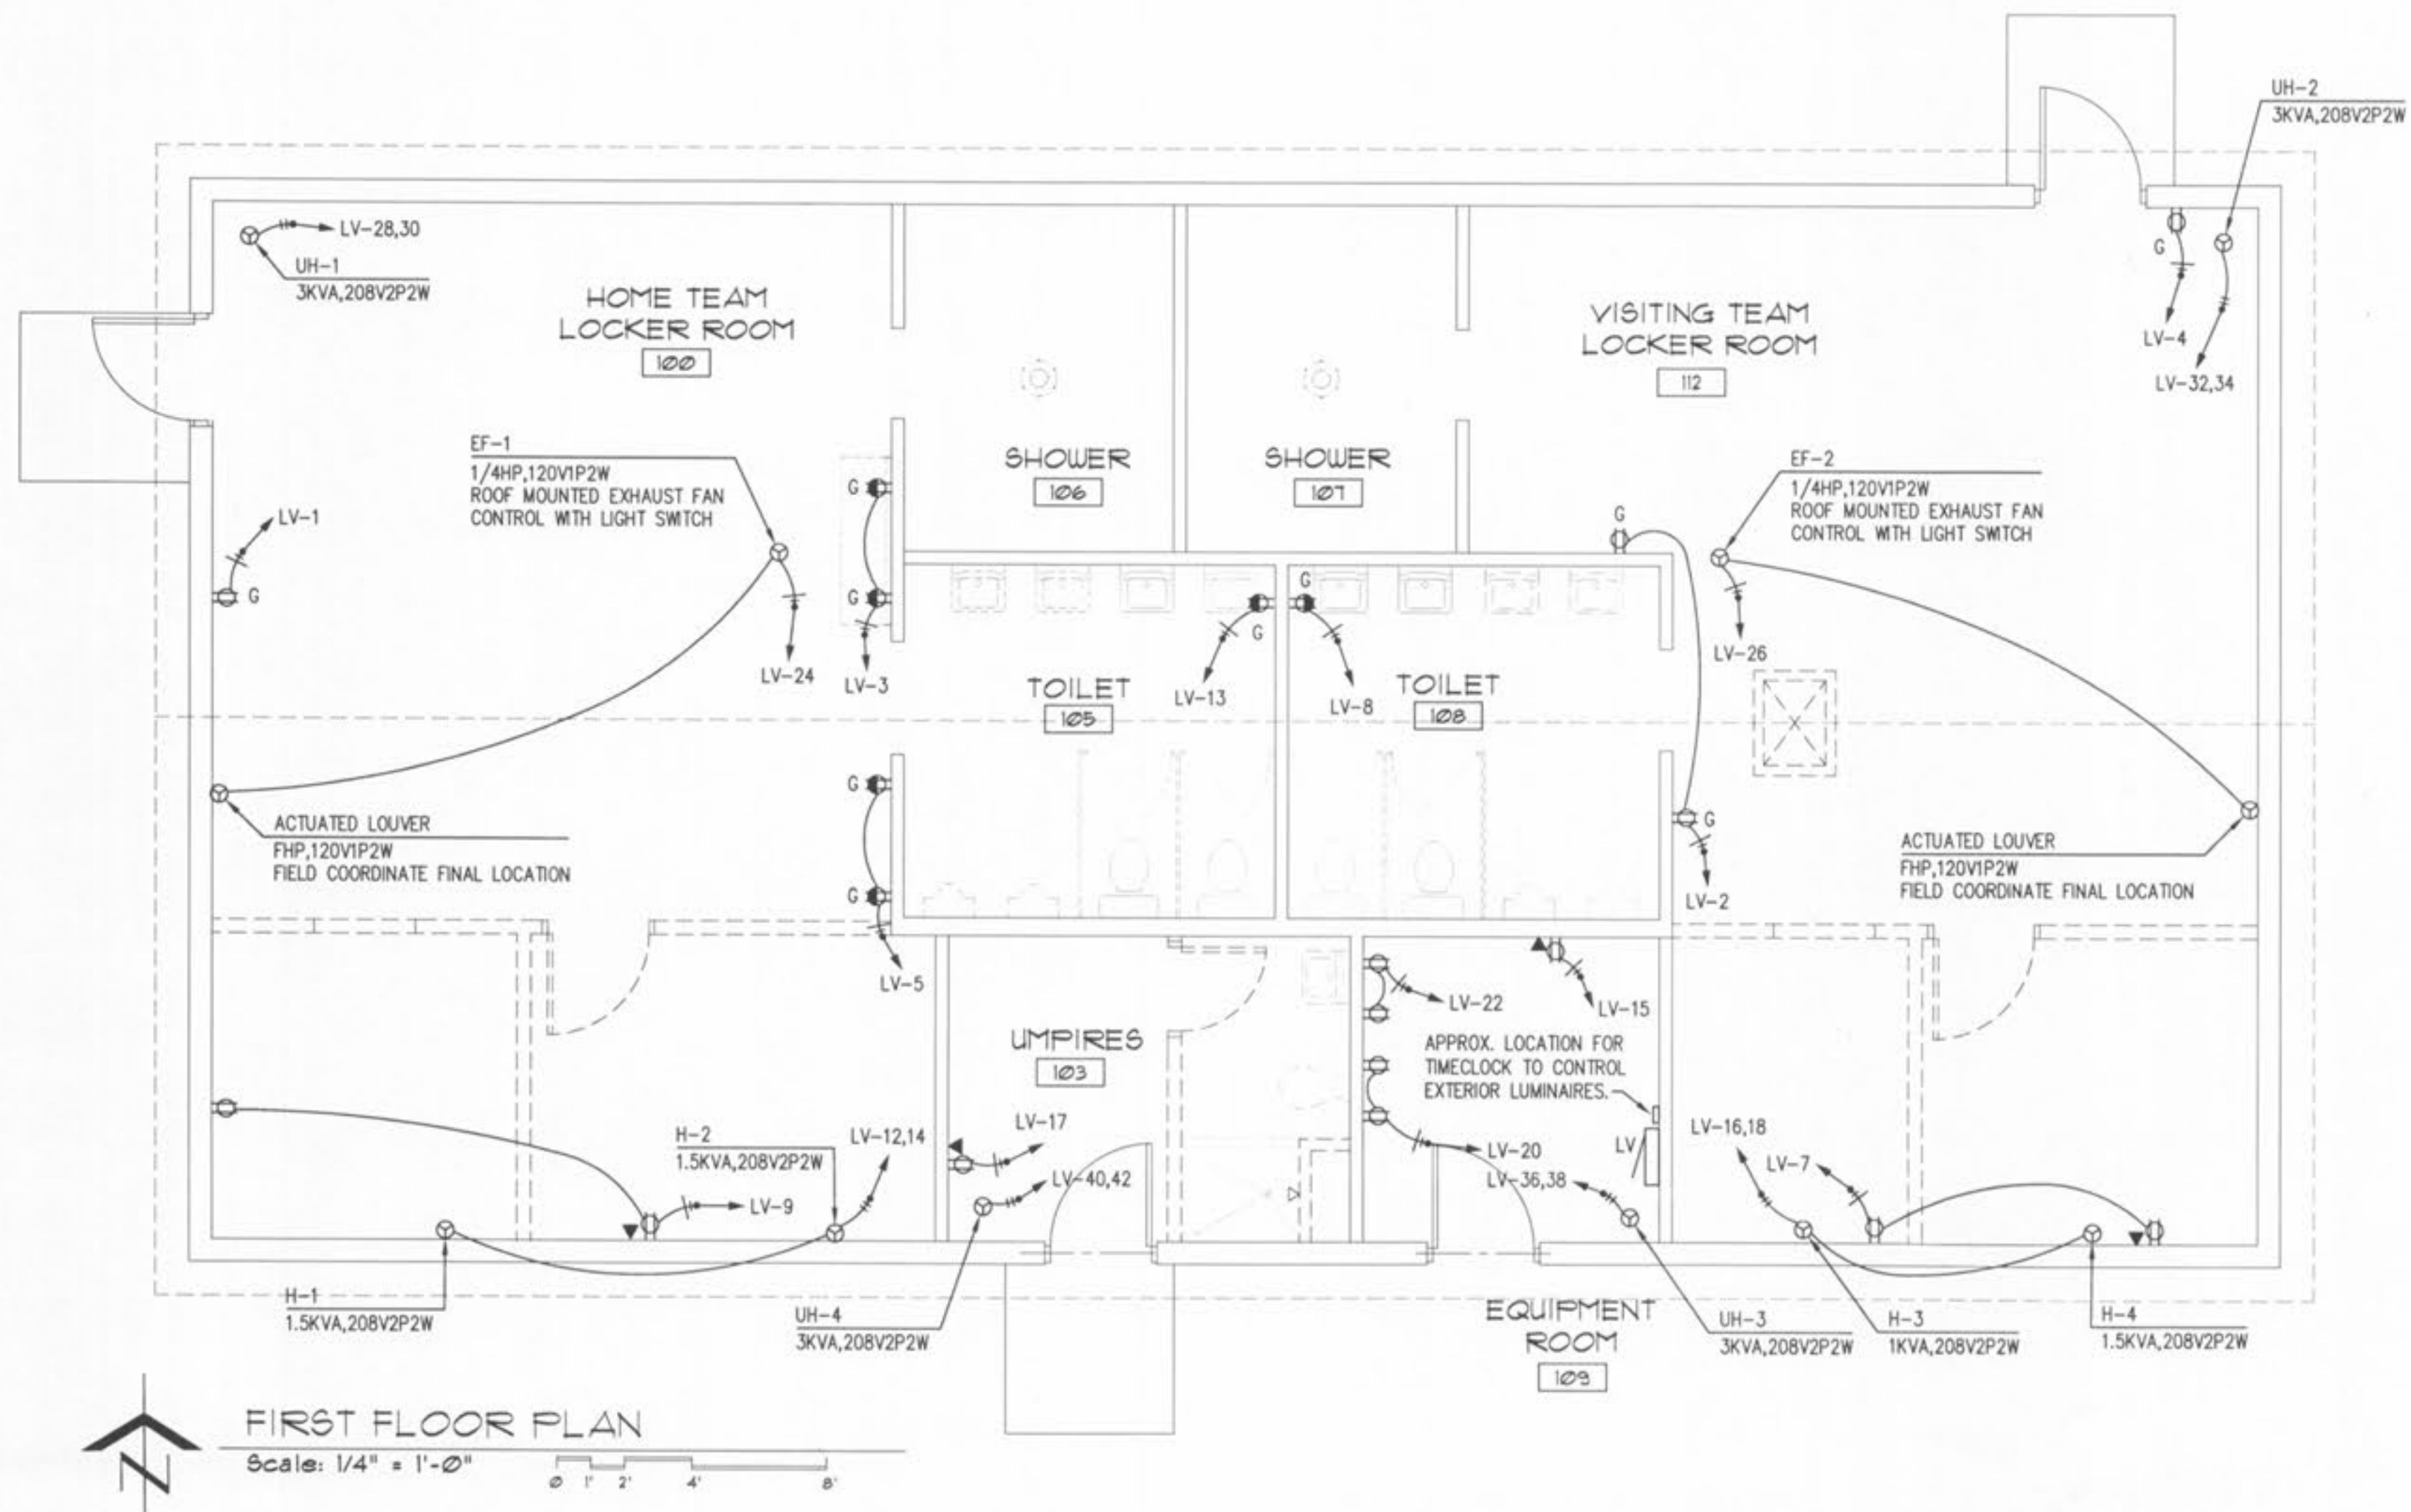 UH-2
3KVA,208V2P2W
LV-28,30
UH-1
3KVA,208V2P2W
HOME TEAM
LOCKER ROOM
100
VISITING TEAM
LOCKER ROOM
112
G
LV-4
LV-32,34
EF-1
1/4HP,120V1P2W
ROOF MOUNTED EXHAUST FAN
CONTROL WITH LIGHT SWITCH
SHOWER
106
SHOWER
107
EF-2
1/4HP,120V1P2W
ROOF MOUNTED EXHAUST FAN
CONTROL WITH LIGHT SWITCH
LV-1
G
G
G
G
G
G
LV-24
LV-3
LV-13
LV-8
LV-26
TOILET
105
TOILET
108
G
G
G
ACTUATED LOUVER
FHP,120V1P2W
FIELD COORDINATE FINAL LOCATION
ACTUATED LOUVER
FHP,120V1P2W
FIELD COORDINATE FINAL LOCATION
LV-2
LV-5
LV-22
LV-15
UMPIRES
103
APPROX. LOCATION FOR
TIMECLOCK TO CONTROL
EXTERIOR LUMINAIRES.
H-2
1.5KVA,208V2P2W
LV-12,14
LV-17
LV-40,42
LV-20
LV-36,38
LV
LV-16,18
LV-7
LV-9
H-1
1.5KVA,208V2P2W
UH-4
3KVA,208V2P2W
EQUIPMENT
ROOM
109
UH-3
3KVA,208V2P2W
H-3
1KVA,208V2P2W
H-4
1.5KVA,208V2P2W
N
FIRST FLOOR PLAN
Scale: 1/4" = 1'-0"
0 1' 2' 4' 8'